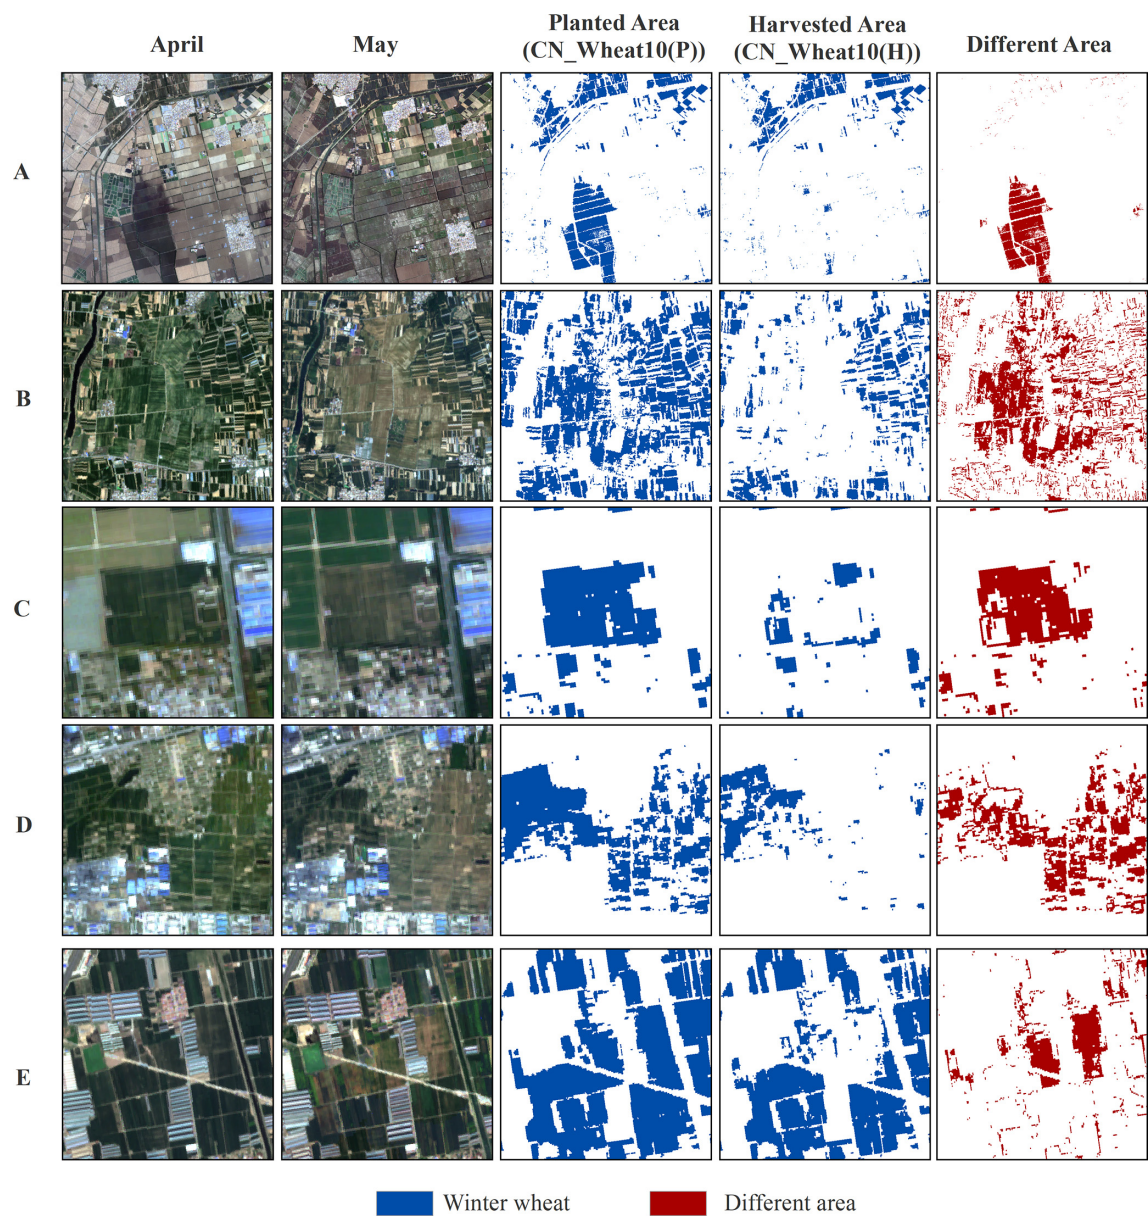 April
May
Planted Area
(CN_Wheat10(P))
Harvested Area
(CN_Wheat10(H))
Different Area
A
B
C
D
E
Winter wheat
Different area